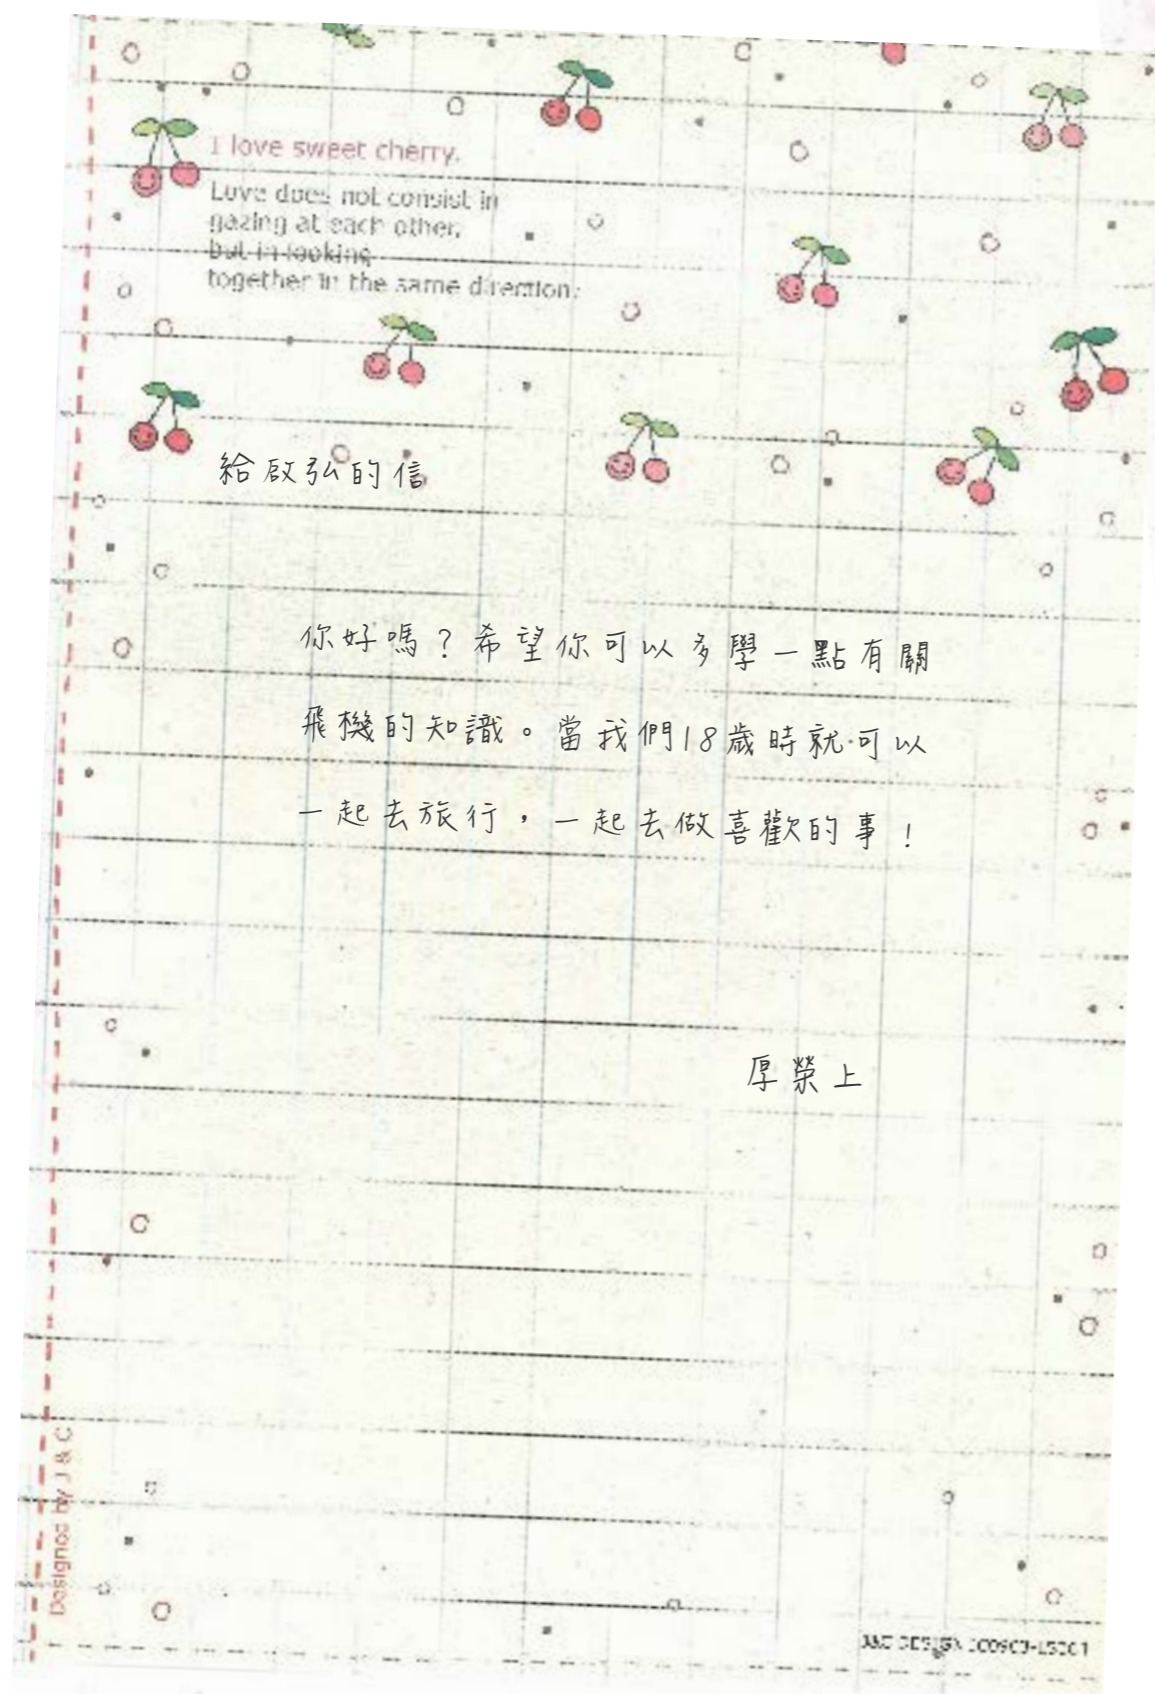 I love sweet cherry.
Love does not consist in
gazing at each other,
but in looking
together in the same direction.
給啟弘的信
你好嗎？希望你可以多學一點有關
飛機的知識。當我們18歲時就可以
一起去旅行，一起去做喜歡的事！
厚榮上
Designed by J & C
J&C DESIGN